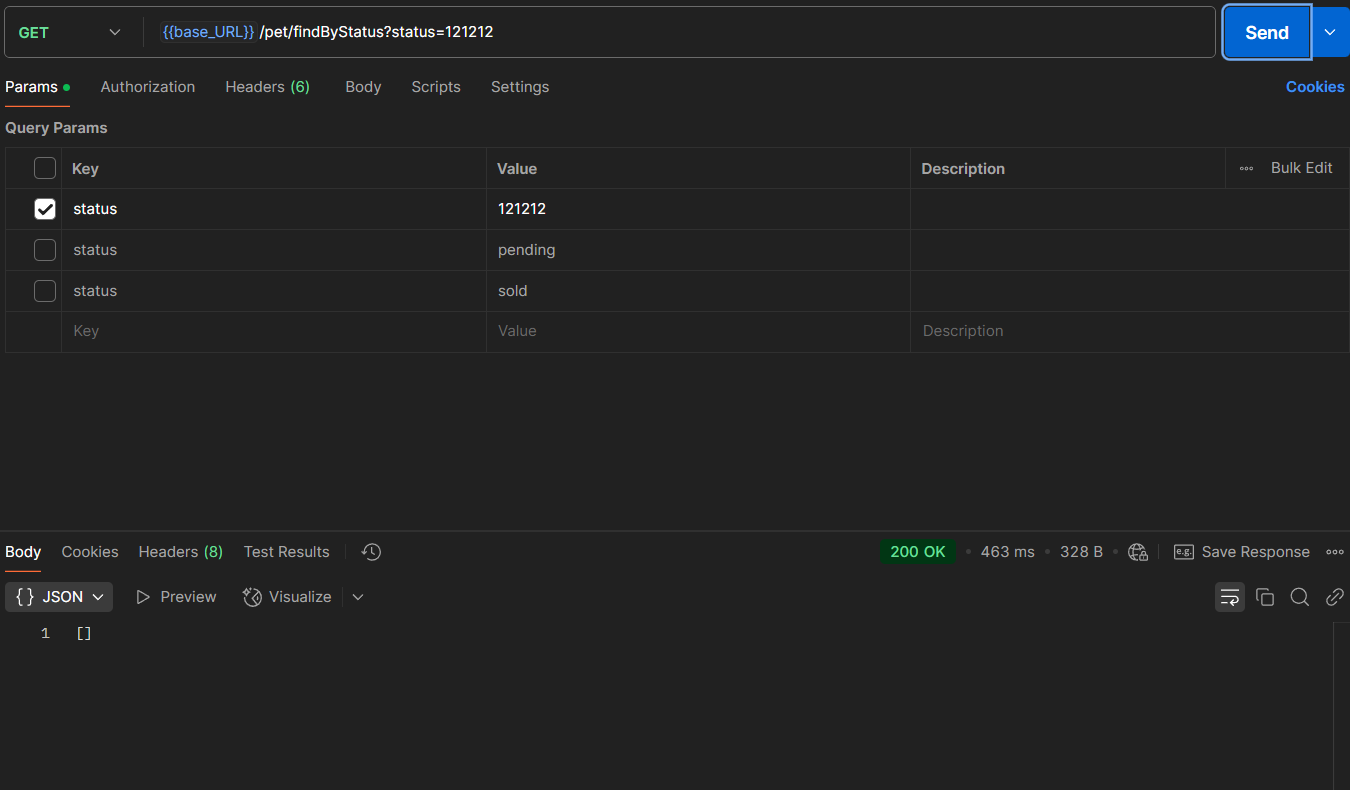 GET {{base_URL}} /pet/findByStatus?status=121212 Send
Params Authorization Headers (6) Body Scripts Settings Cookies
Query Params
Key Value Description Bulk Edit
status 121212
status pending
status sold
Key Value Description
Body Cookies Headers (8) Test Results 200 OK 463 ms 328 B e.g. Save Response
{} JSON Preview Visualize
1 []